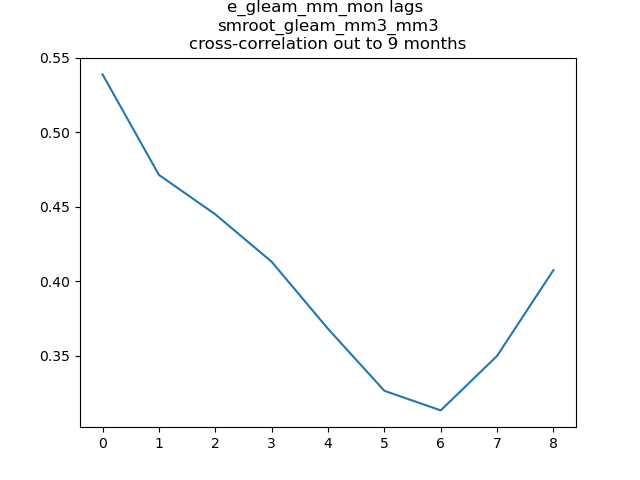 e_gleam_mm_mon lags
smroot_gleam_mm3_mm3
cross-correlation out to 9 months
0.55
0.50
0.45
0.40
0.35
0 1 2 3 4 5 6 7 8